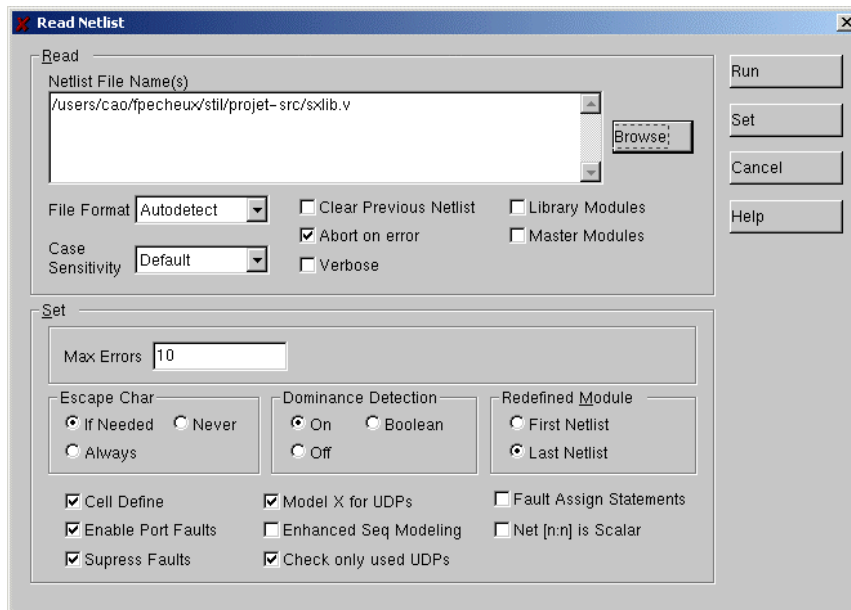 Read Netlist
Read
Netlist File Name(s)
/users/cao/fpecheux/stil/projet-src/sxlib.v
Browse
File Format Autodetect
Case
Sensitivity Default
Clear Previous Netlist
Abort on error
Verbose
Library Modules
Master Modules
Run
Set
Cancel
Help
Set
Max Errors 10
Escape Char
If Needed Never
Always
Dominance Detection
On Boolean
Off
Redefined Module
First Netlist
Last Netlist
Cell Define
Enable Port Faults
Supress Faults
Model X for UDPs
Enhanced Seq Modeling
Check only used UDPs
Fault Assign Statements
Net [n:n] is Scalar